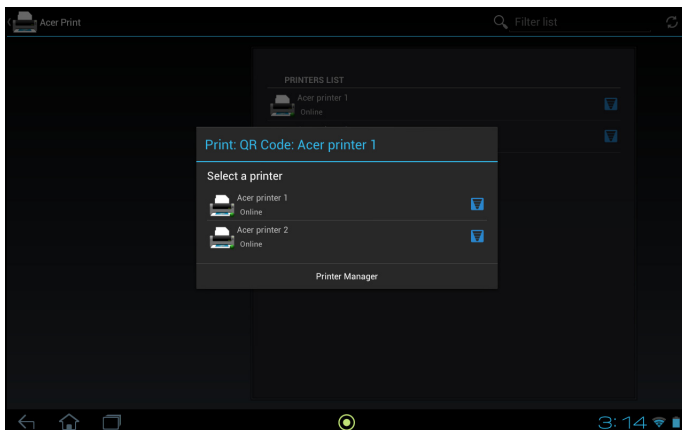 Acer Print
Filter list
PRINTERS LIST
Acer printer 1
Online
Print: QR Code: Acer printer 1
Select a printer
Acer printer 1
Online
Acer printer 2
Online
Printer Manager
3:14